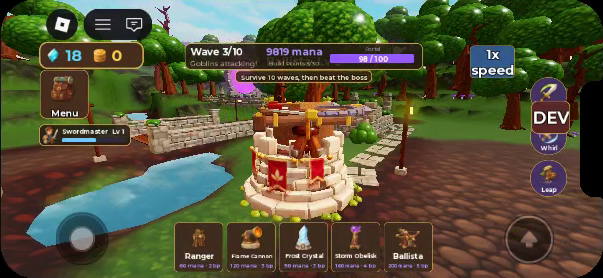 18 0
Wave 3/10 9819 mana
Goblins attacking!
Portal
98 / 100
1x
speed
Survive 10 waves, then beat the boss
Menu
DEV
Swordmaster Lv 1
Whirl
Leap
Ranger
Flame Cannon
Frost Crystal
Storm Obelisk
Ballista